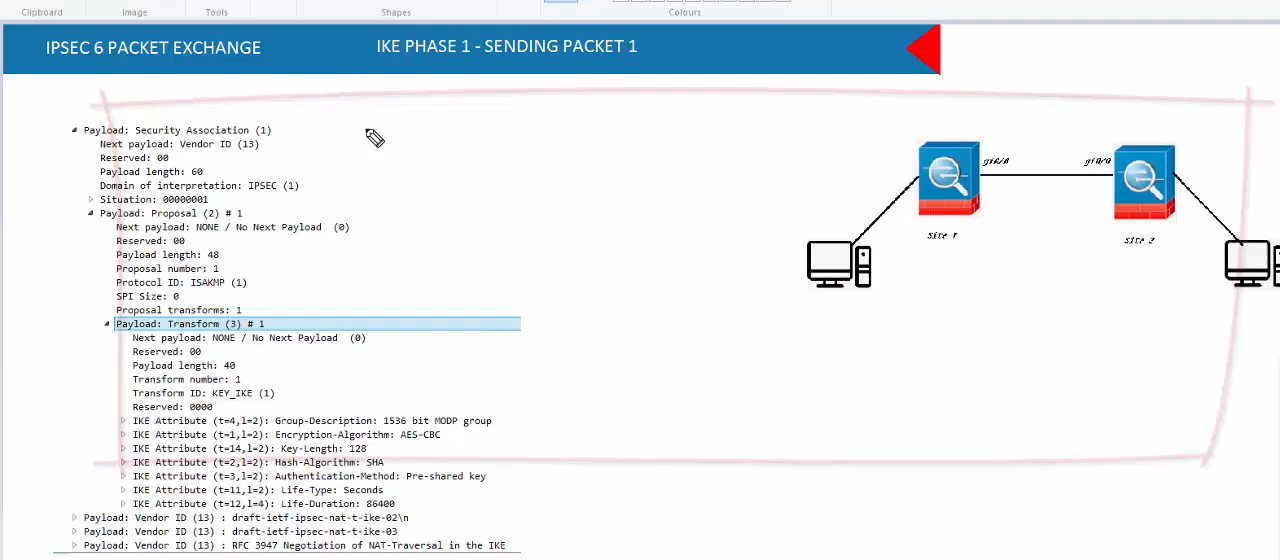 Clipboard
Image
Tools
Shapes
Colours
IPSEC 6 PACKET EXCHANGE
IKE PHASE 1 - SENDING PACKET 1
Payload: Security Association (1)
Next payload: Vendor ID (13)
Reserved: 00
Payload length: 60
Domain of interpretation: IPSEC (1)
Situation: 00000001
Payload: Proposal (2) # 1
Next payload: NONE / No Next Payload (0)
Reserved: 00
Payload length: 48
Proposal number: 1
Protocol ID: ISAKMP (1)
SPI Size: 0
Proposal transforms: 1
Payload: Transform (3) # 1
Next payload: NONE / No Next Payload (0)
Reserved: 00
Payload length: 40
Transform number: 1
Transform ID: KEY_IKE (1)
Reserved: 0000
IKE Attribute (t=4,l=2): Group-Description: 1536 bit MODP group
IKE Attribute (t=1,l=2): Encryption-Algorithm: AES-CBC
IKE Attribute (t=14,l=2): Key-Length: 128
IKE Attribute (t=2,l=2): Hash-Algorithm: SHA
IKE Attribute (t=3,l=2): Authentication-Method: Pre-shared key
IKE Attribute (t=11,l=2): Life-Type: Seconds
IKE Attribute (t=12,l=4): Life-Duration: 86400
Payload: Vendor ID (13) : draft-ietf-ipsec-nat-t-ike-02\n
Payload: Vendor ID (13) : draft-ietf-ipsec-nat-t-ike-03
Payload: Vendor ID (13) : RFC 3947 Negotiation of NAT-Traversal in the IKE
Site 1
Site 2